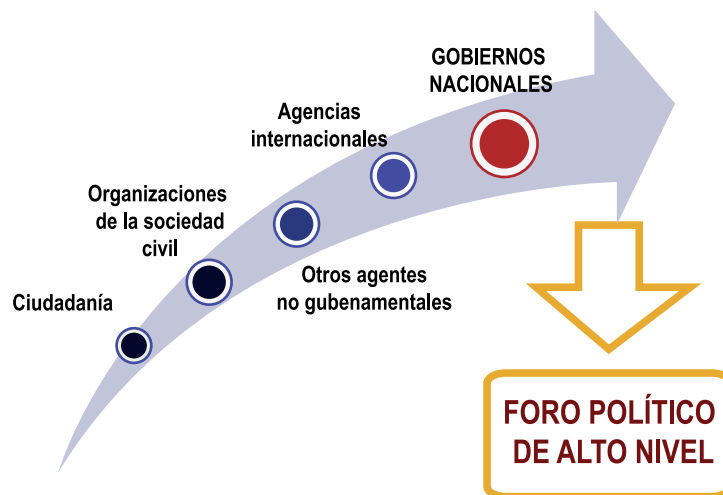 GOBIERNOS
NACIONALES
Agencias
internacionales
Organizaciones
de la sociedad
civil
Otros agentes
no gubenamentales
Ciudadanía
FORO POLÍTICO
DE ALTO NIVEL